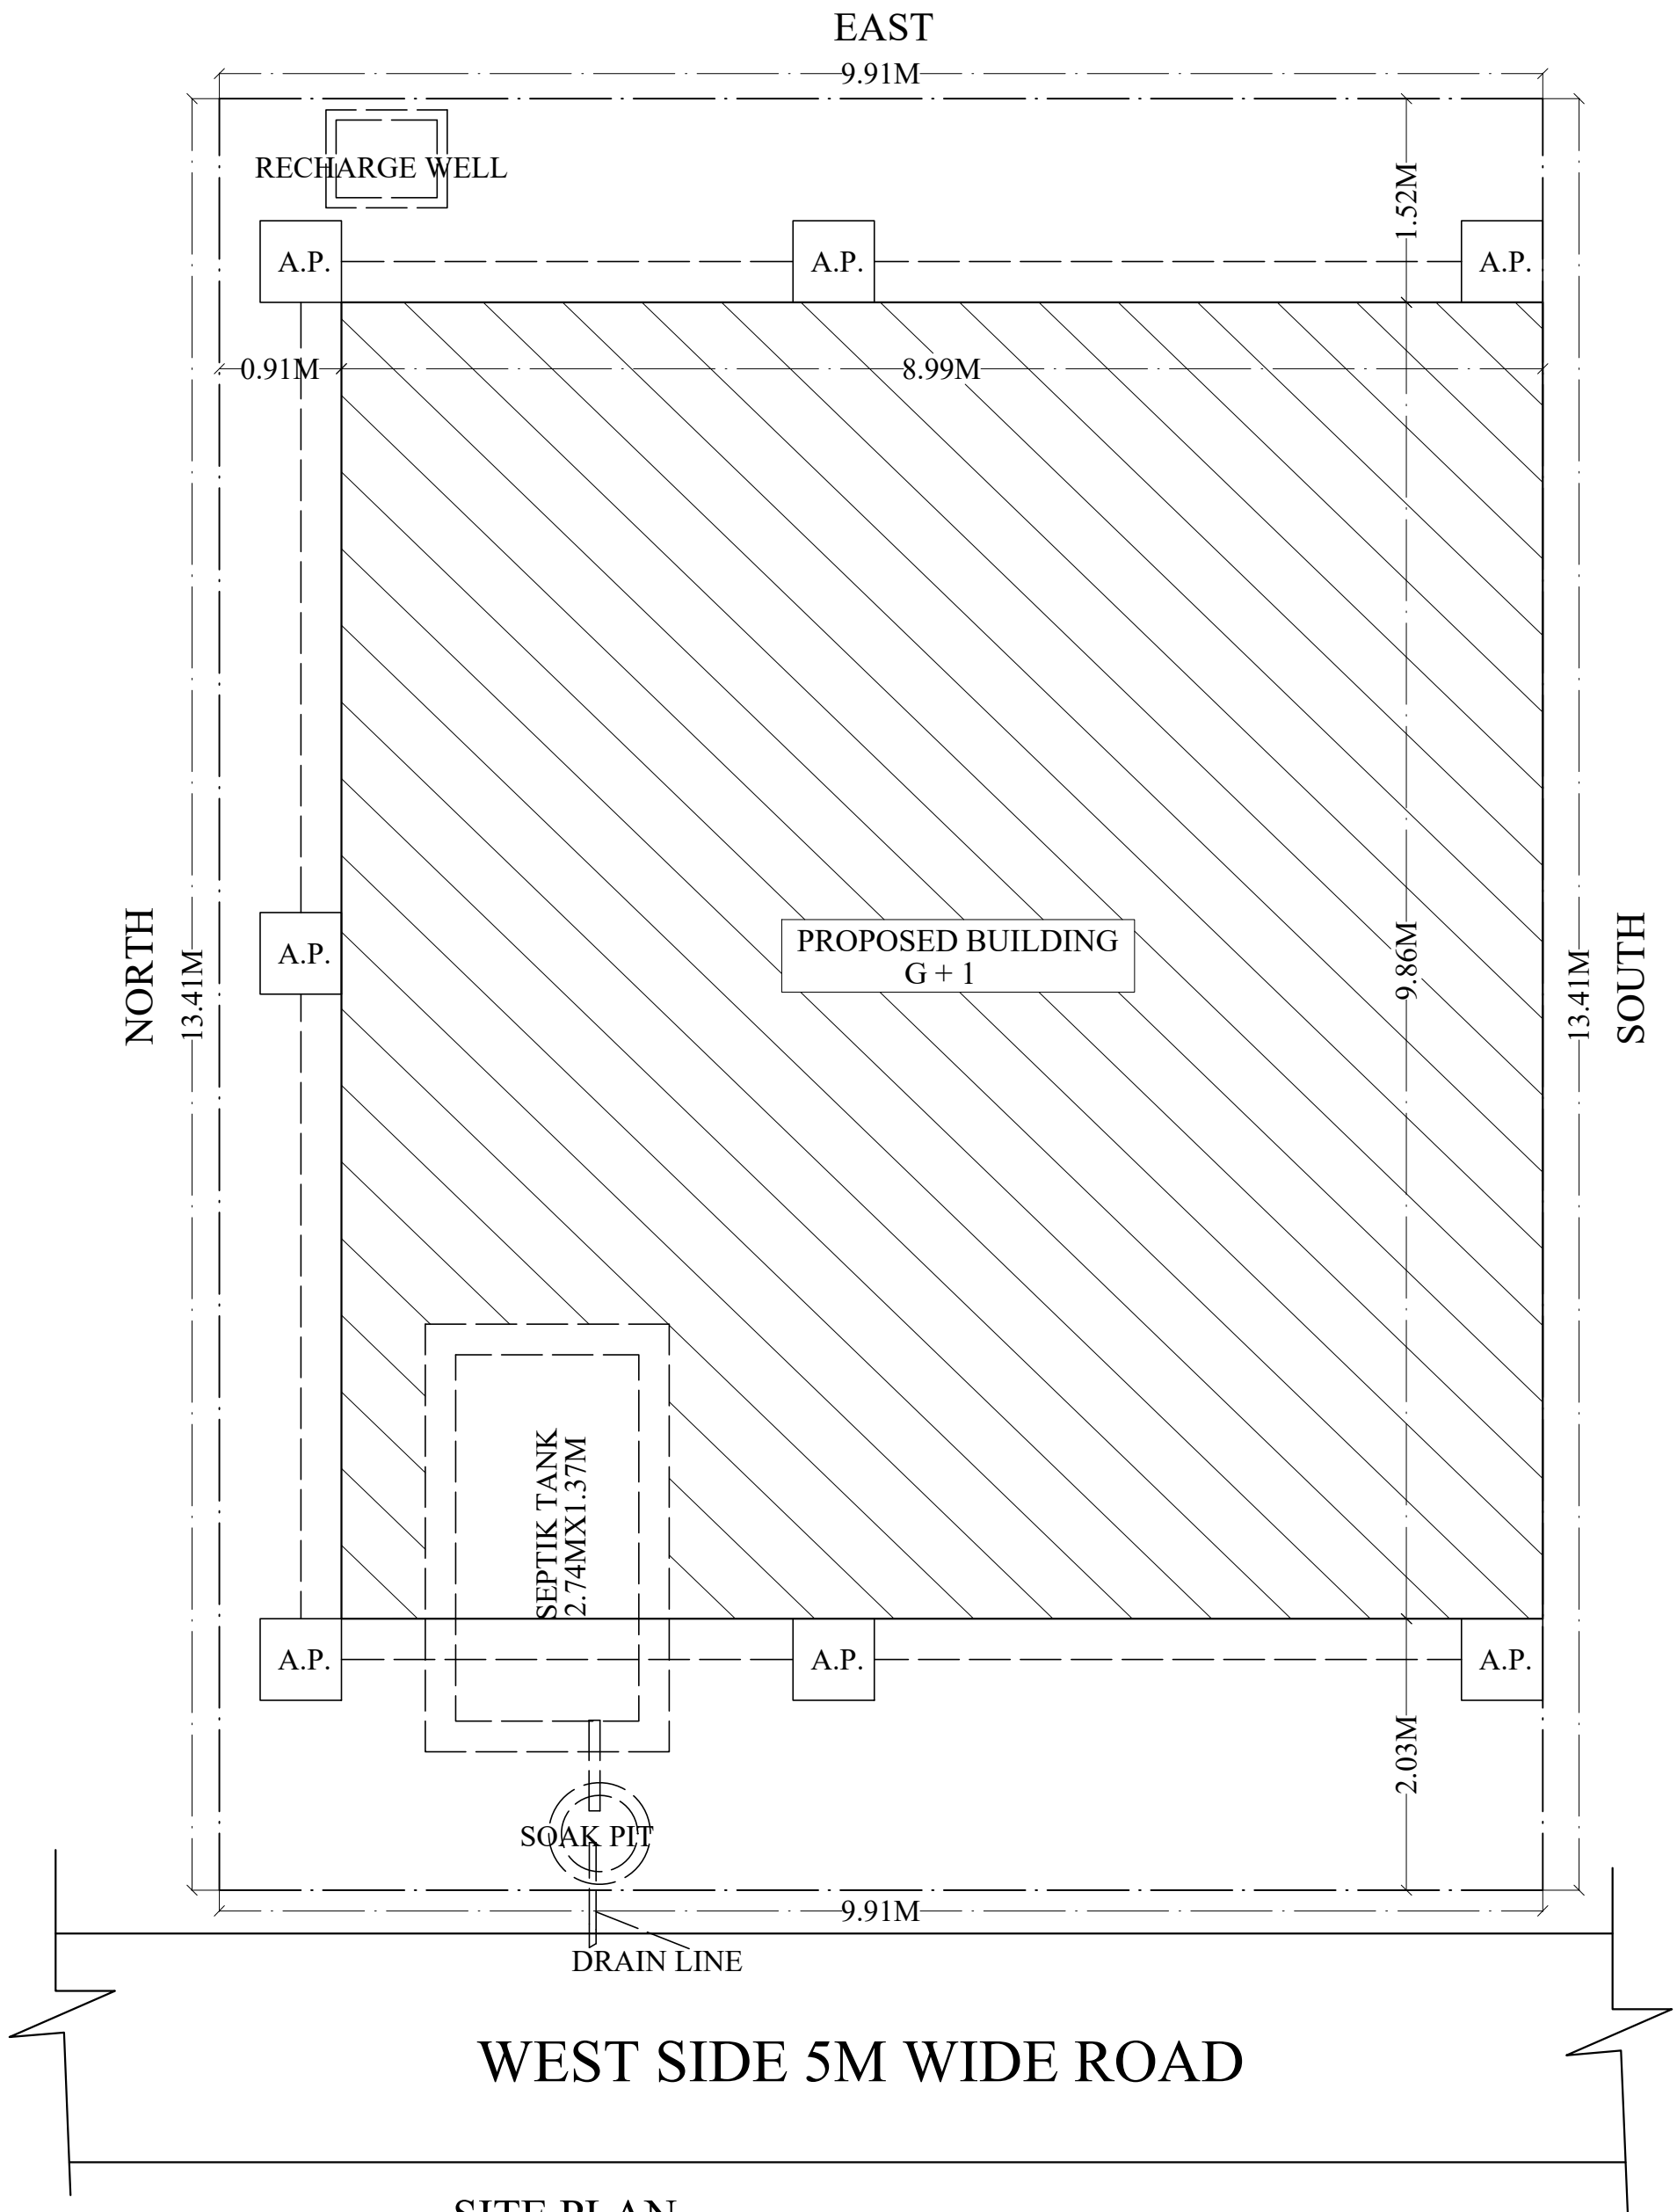 EAST
9.91M
RECHARGE WELL
1.52M
A.P.
A.P.
A.P.
0.91M
8.99M
NORTH
13.41M
A.P.
PROPOSED BUILDING
G + 1
9.86M
13.41M
SOUTH
SEPTIK TANK
2.74MX1.37M
A.P.
A.P.
A.P.
2.03M
SOAK PIT
9.91M
DRAIN LINE
WEST SIDE 5M WIDE ROAD
SITE PLAN